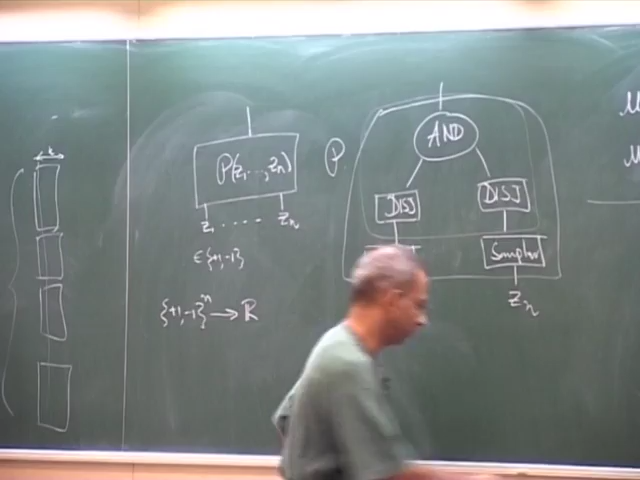 k
P(z₁...,zₙ)
z₁ . . . . zₙ
∈{+1,-1}
{+1,-1}ⁿ → ℝ
P
AND
DISJ DISJ
Sampler
zₙ